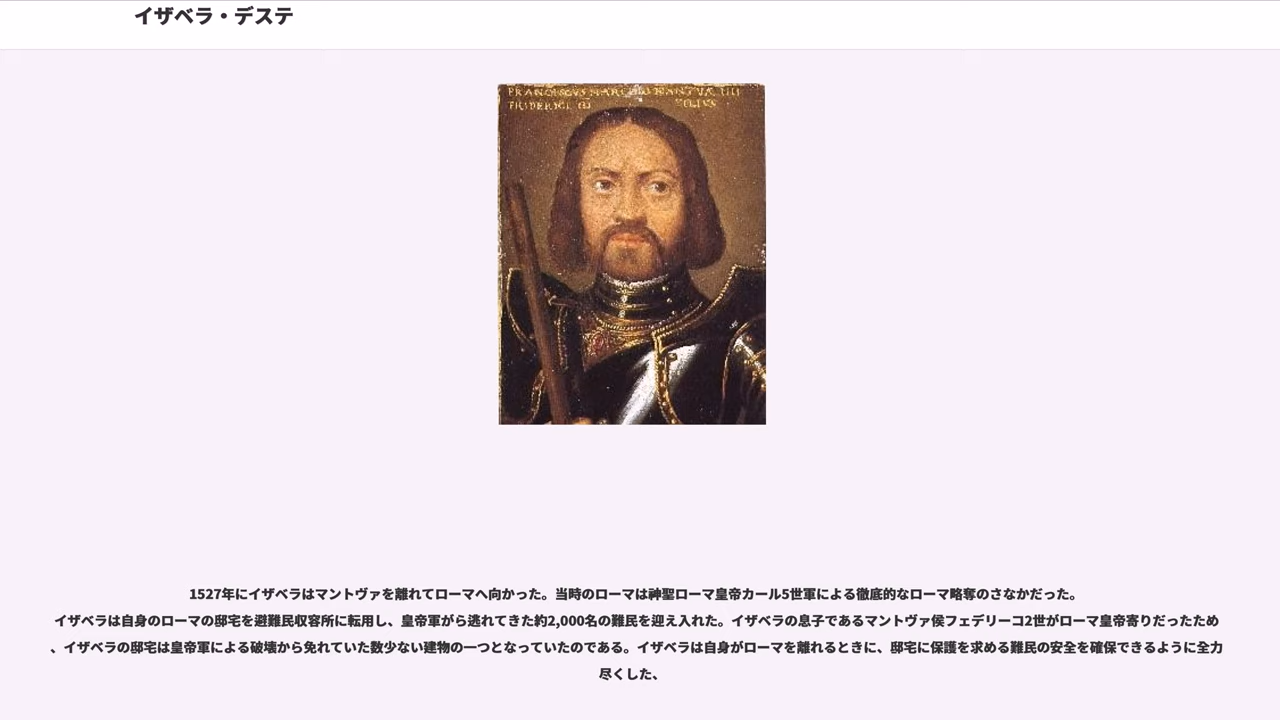 イザベラ・デステ
FRANCISCVS MARCHIO MANTVÆ IIII
FRIDERICI FILIVS
1527年にイザベラはマントヴァを離れてローマへ向かった。当時のローマは神聖ローマ皇帝カール5世軍による徹底的なローマ略奪のさなかだった。
イザベラは自身のローマの邸宅を避難民収容所に転用し、皇帝軍がら逃れてきた約2,000名の難民を迎え入れた。イザベラの息子であるマントヴァ侯フェデリーコ2世がローマ皇帝寄りだったため
、イザベラの邸宅は皇帝軍による破壊から免れていた数少ない建物の一つとなっていたのである。イザベラは自身がローマを離れるときに、邸宅に保護を求める難民の安全を確保できるように全力
尽くした、